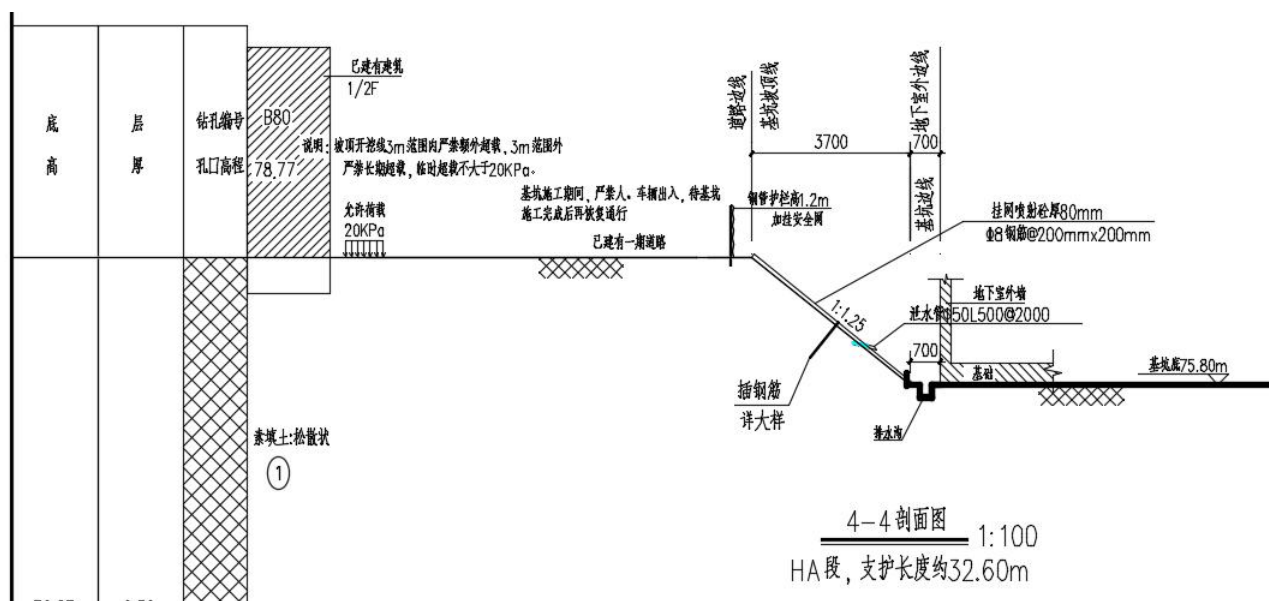 底高
层厚
钻孔编号
孔口高程
B80
78.77
已建有建筑
1/2F
说明：坡顶开挖线3m范围内严禁额外超载，3m范围外
严禁长期超载，临时超载不大于20KPa。
允许荷载
20KPa
基坑施工期间，严禁人、车辆出入，待基坑
施工完成后再恢复通行
已建有一期道路
道路边线
基坑坡顶线
地下室外边线
3700
700
钢管护栏高1.2m
加挂安全网
基坑边线
挂网喷射砼厚80mm
Φ8钢筋@200mmx200mm
1:1.25
地下室外墙
泄水管Φ50L500@2000
700
基础
基坑底75.80m
插钢筋
详大样
排水沟
素填土:松散状
1
4-4剖面图 1:100
HA段，支护长度约32.60m